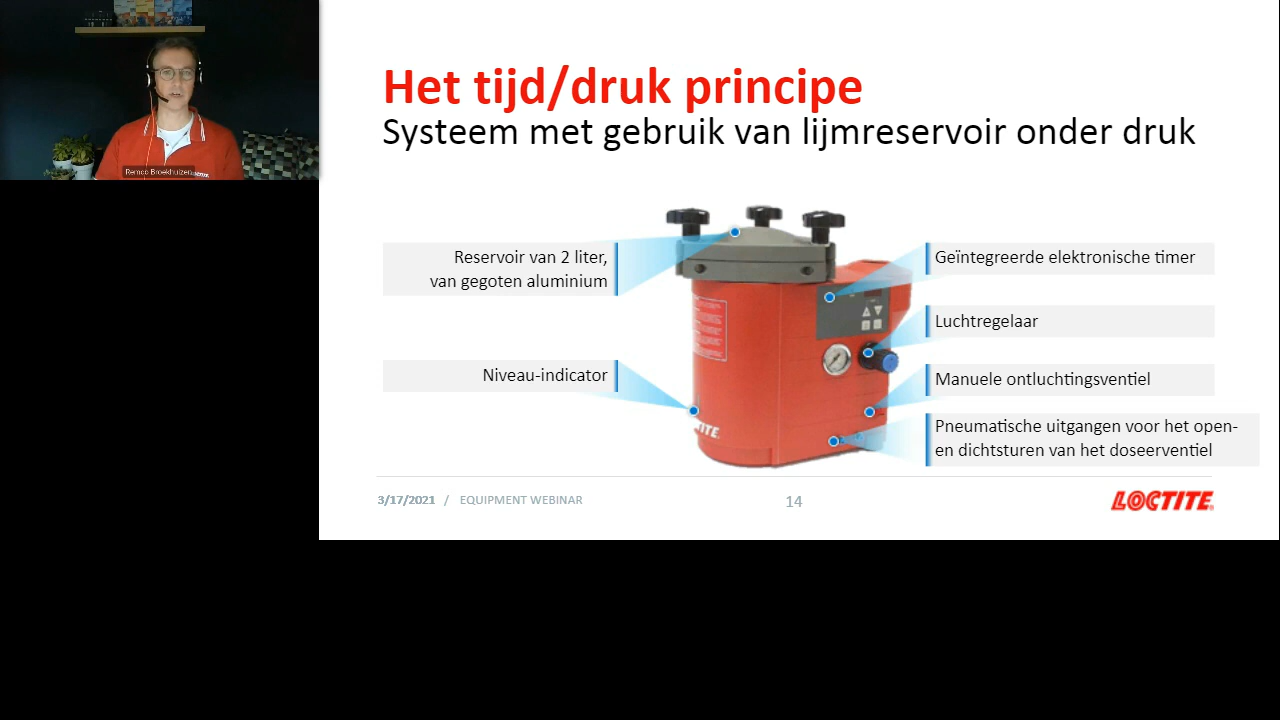 Het tijd/druk principe
Systeem met gebruik van lijmreservoir onder druk
Remco Broekhuizen
Reservoir van 2 liter,
van gegoten aluminium
Niveau-indicator
Geïntegreerde elektronische timer
Luchtregelaar
Manuele ontluchtingsventiel
Pneumatische uitgangen voor het open-
en dichtsturen van het doseerventiel
3/17/2021 / EQUIPMENT WEBINAR
14
LOCTITE